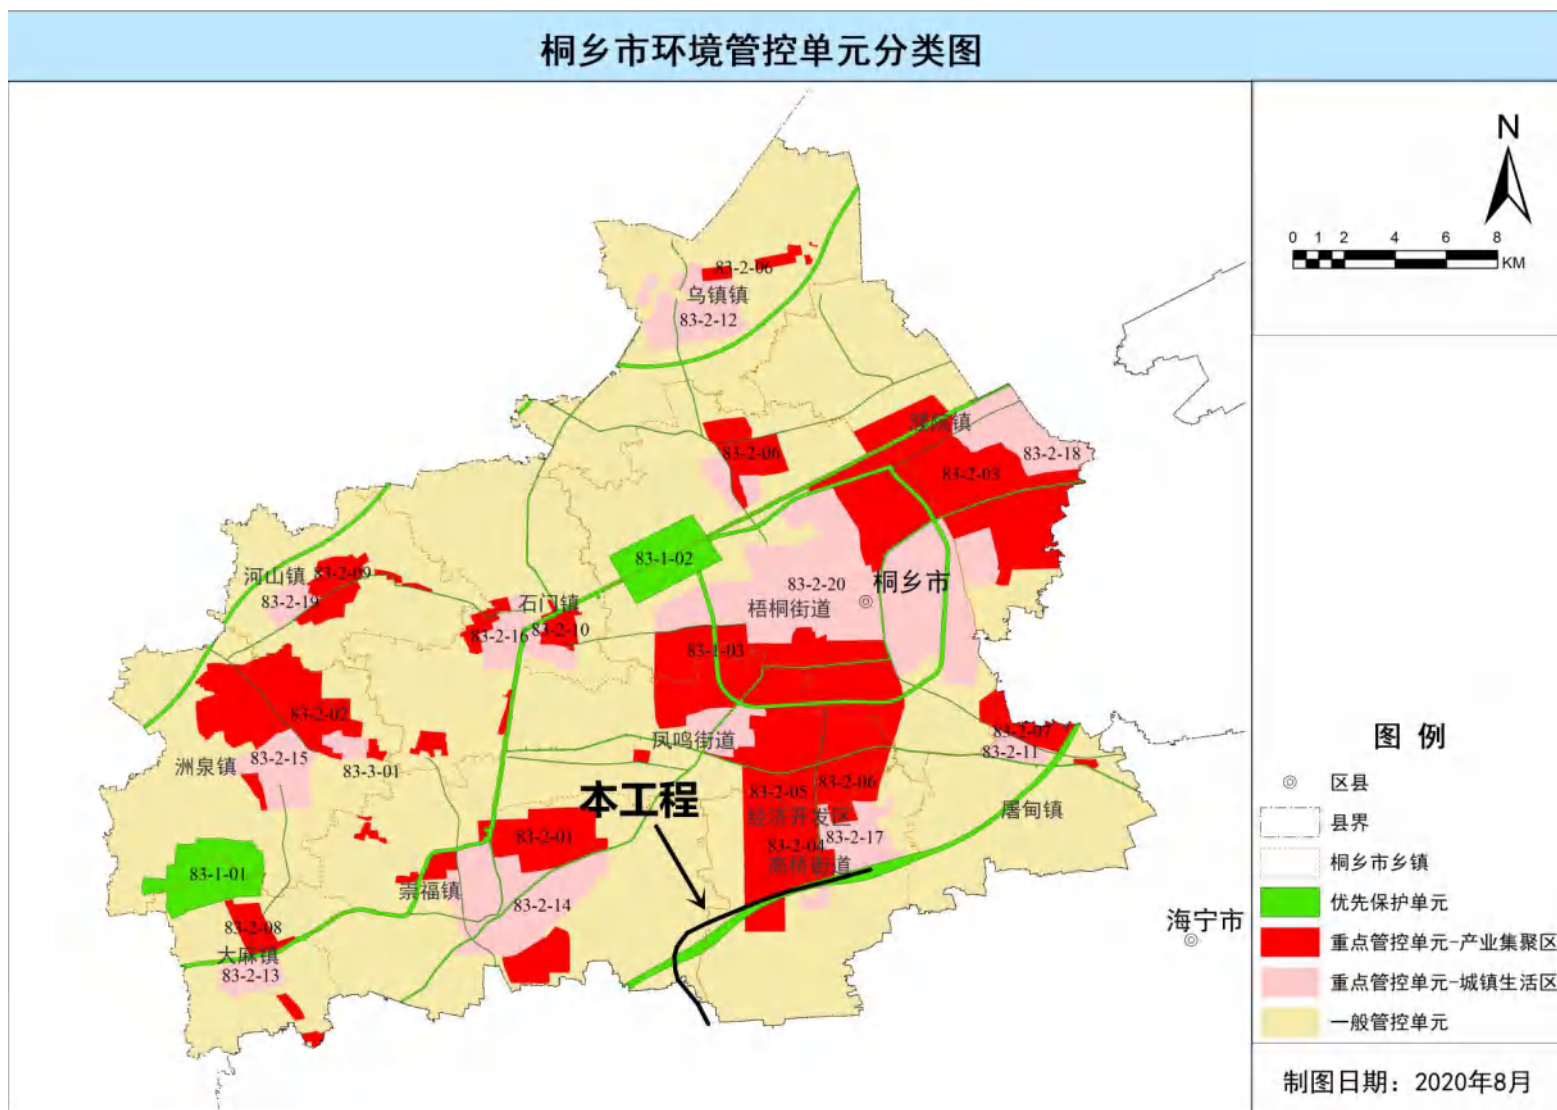 桐乡市环境管控单元分类图
N
0 1 2 4 6 8
KM
83-2-06
乌镇镇
83-2-12
濮院镇
83-2-18
83-2-06
83-2-03
83-1-02
河山镇
83-2-09
83-2-19
石门镇
83-2-16
83-2-10
83-2-20
桐乡市
梧桐街道
83-1-03
83-2-02
凤鸣街道
83-2-07
83-2-11
洲泉镇
83-2-15
83-3-01
本工程
83-2-05
83-2-06
经济开发区
屠甸镇
83-2-01
83-2-04
83-2-17
高桥街道
83-1-01
崇福镇
83-2-14
83-2-08
大麻镇
83-2-13
海宁市
图 例
区县
县界
桐乡市乡镇
优先保护单元
重点管控单元-产业集聚区
重点管控单元-城镇生活区
一般管控单元
制图日期：2020年8月